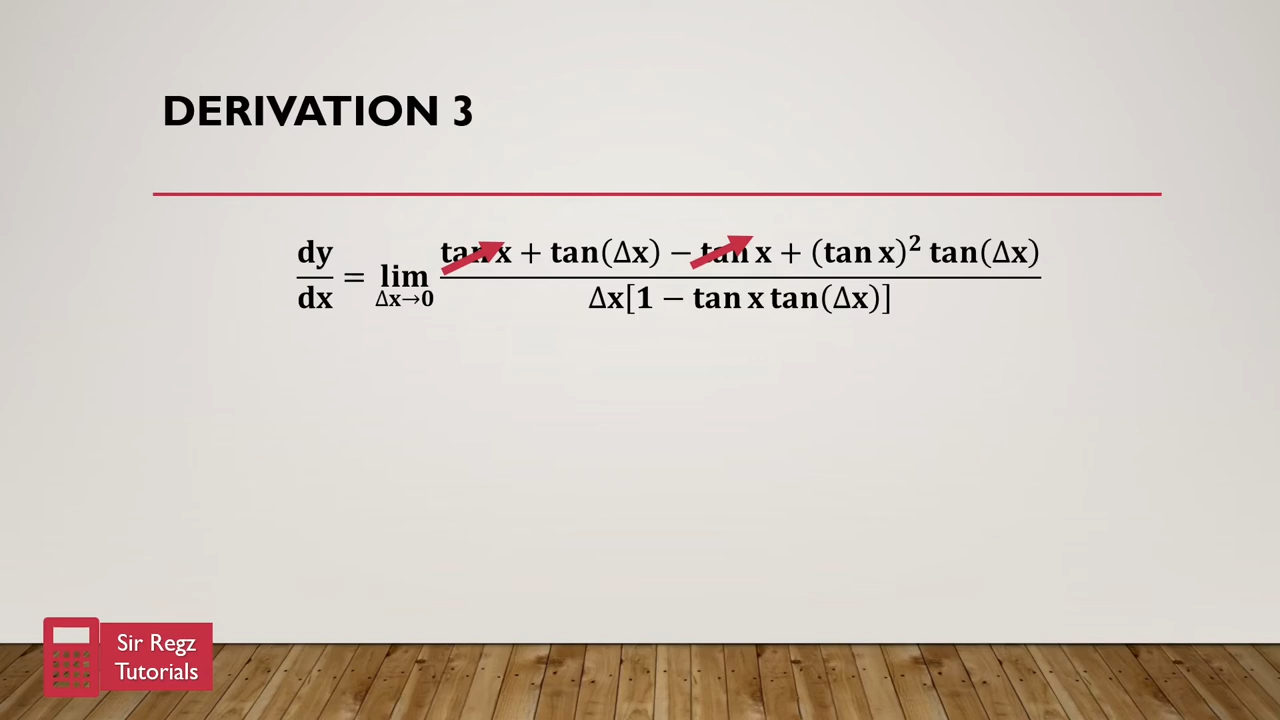 DERIVATION 3
dy/dx = lim Δx→0 tan x + tan(Δx) − tan x + (tan x)² tan(Δx) / Δx[1 − tan x tan(Δx)]
Sir Regz
Tutorials